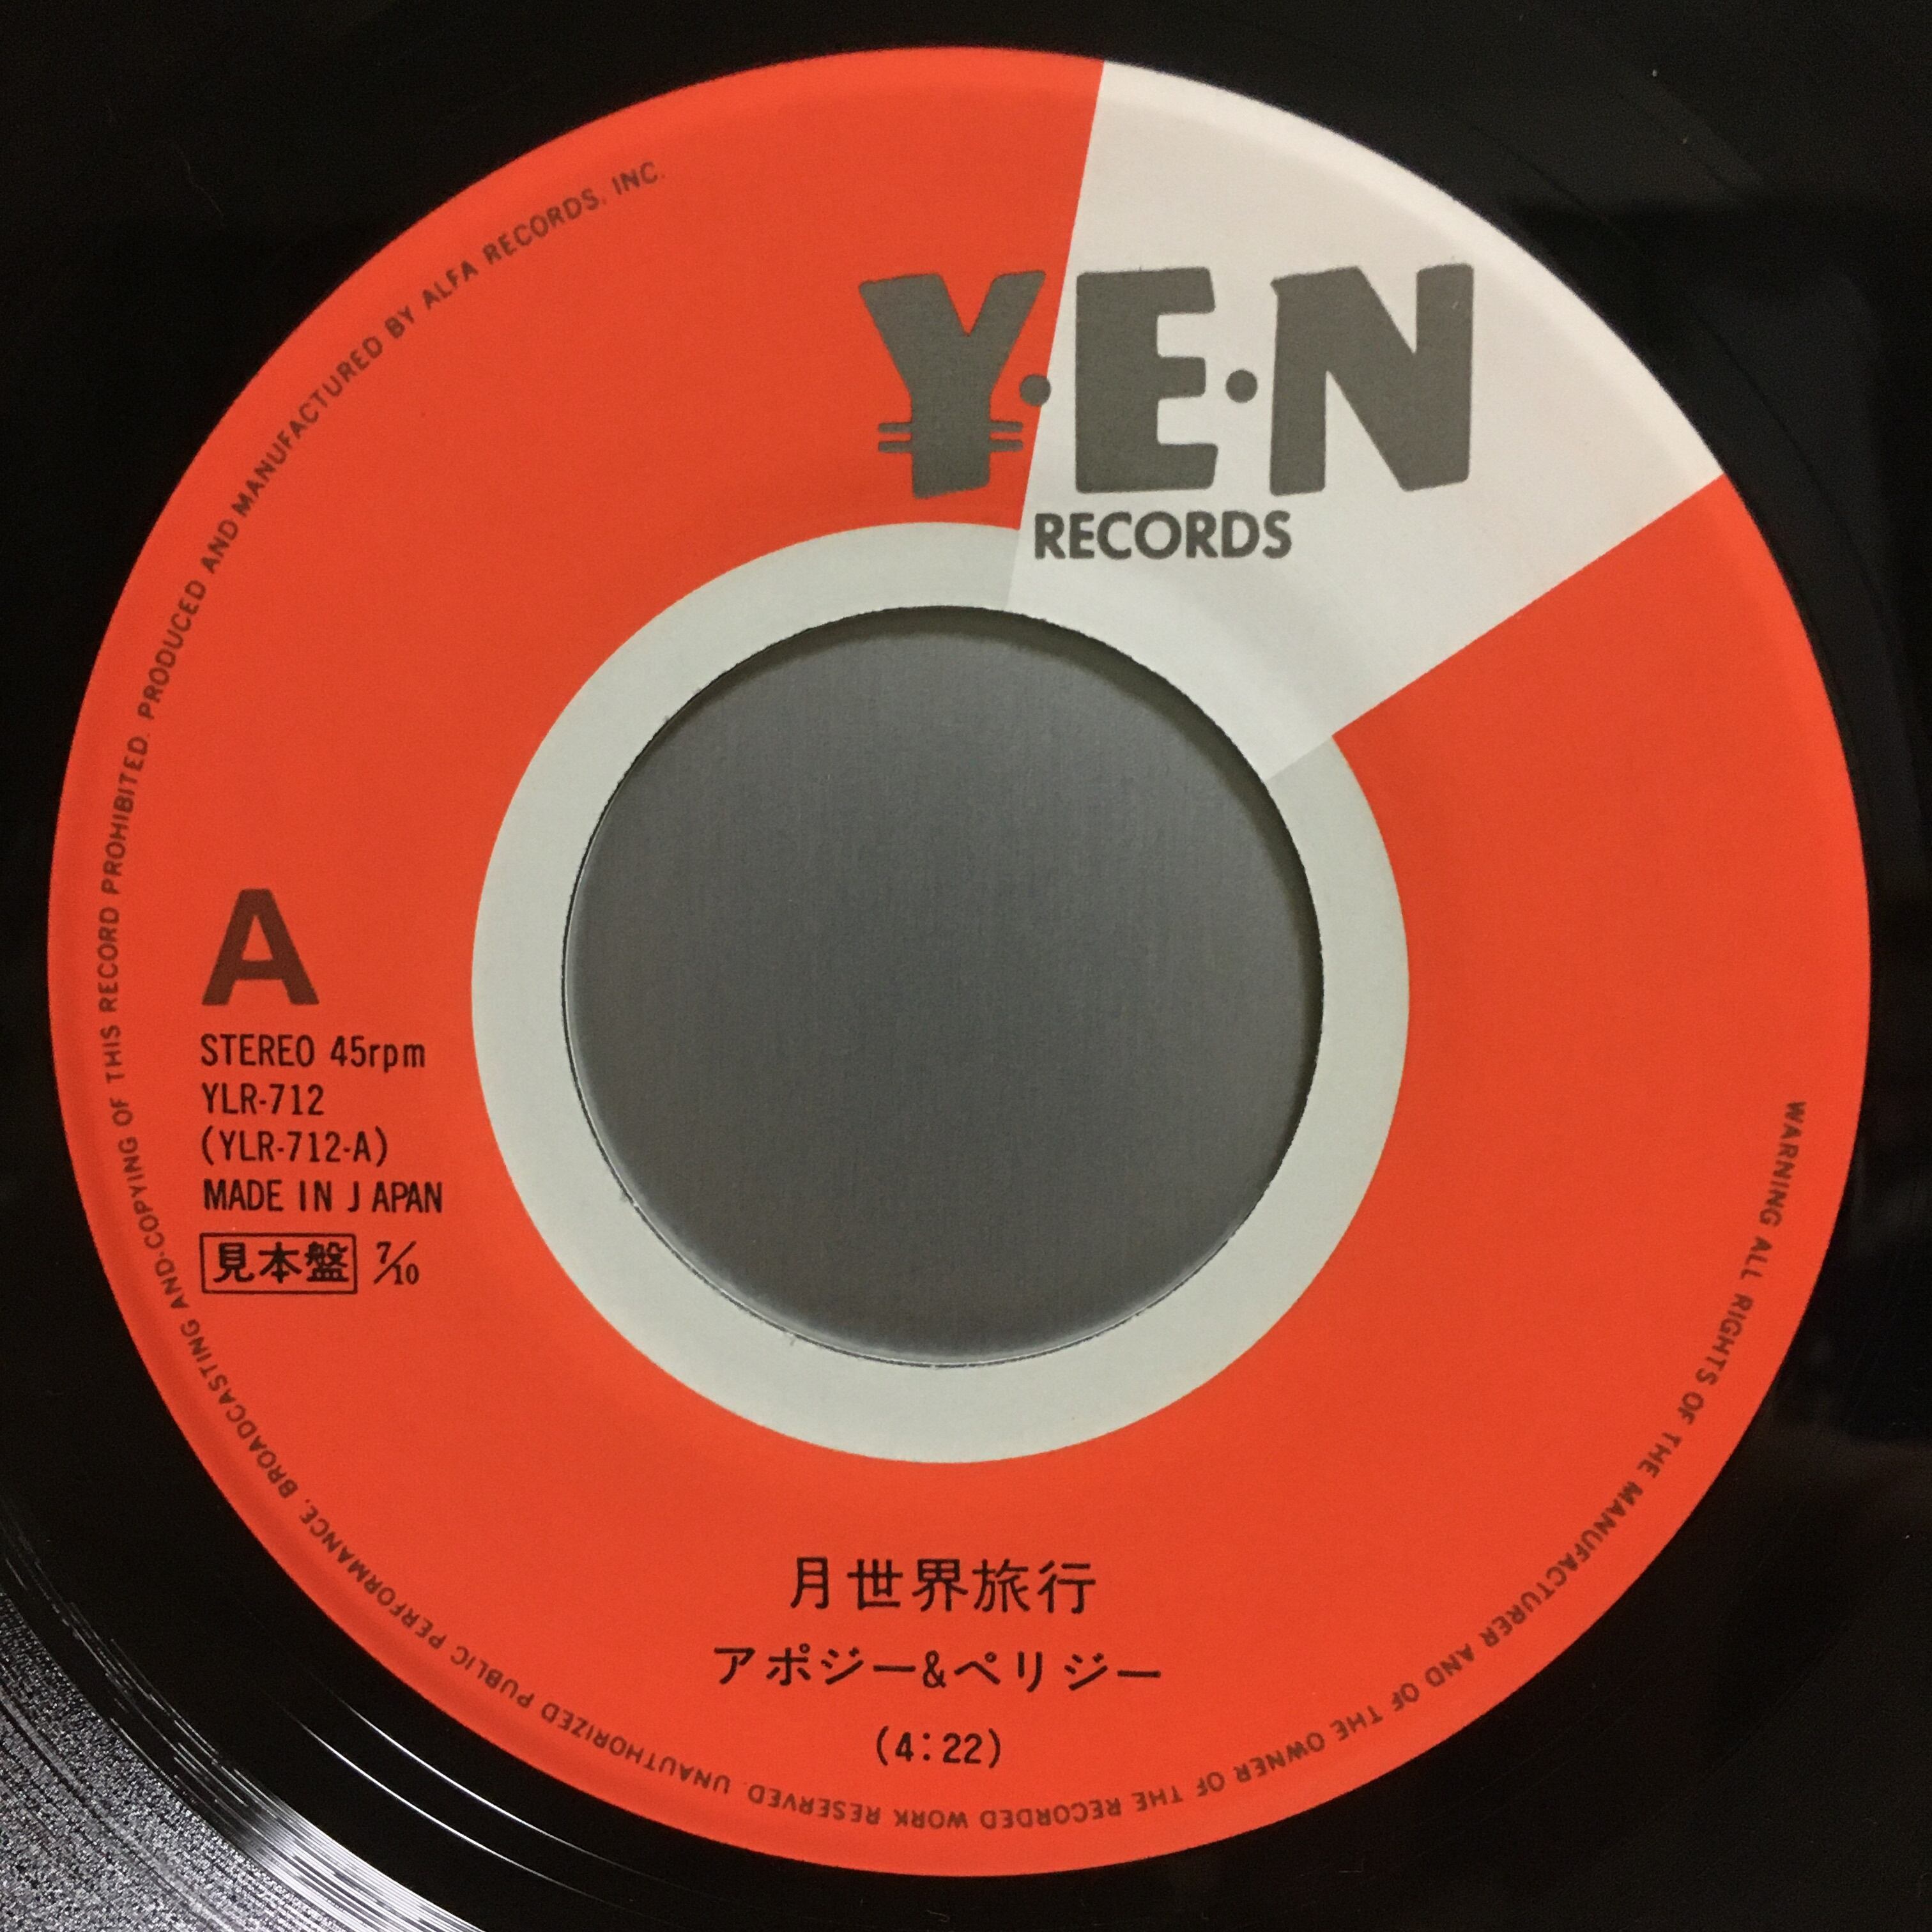 Y·E·N
RECORDS
A
STEREO 45rpm
YLR-712
(YLR-712-A)
MADE IN JAPAN
見本盤 7/10
月世界旅行
アポジー&ペリジー
(4:22)
WARNING ALL RIGHTS OF THE MANUFACTURER AND OF THE OWNER OF THE RECORDED WORK RESERVED. UNAUTHORIZED PUBLIC PERFORMANCE, BROADCASTING AND·COPYING OF THIS RECORD PROHIBITED. PRODUCED AND MANUFACTURED BY ALFA RECORDS, INC.